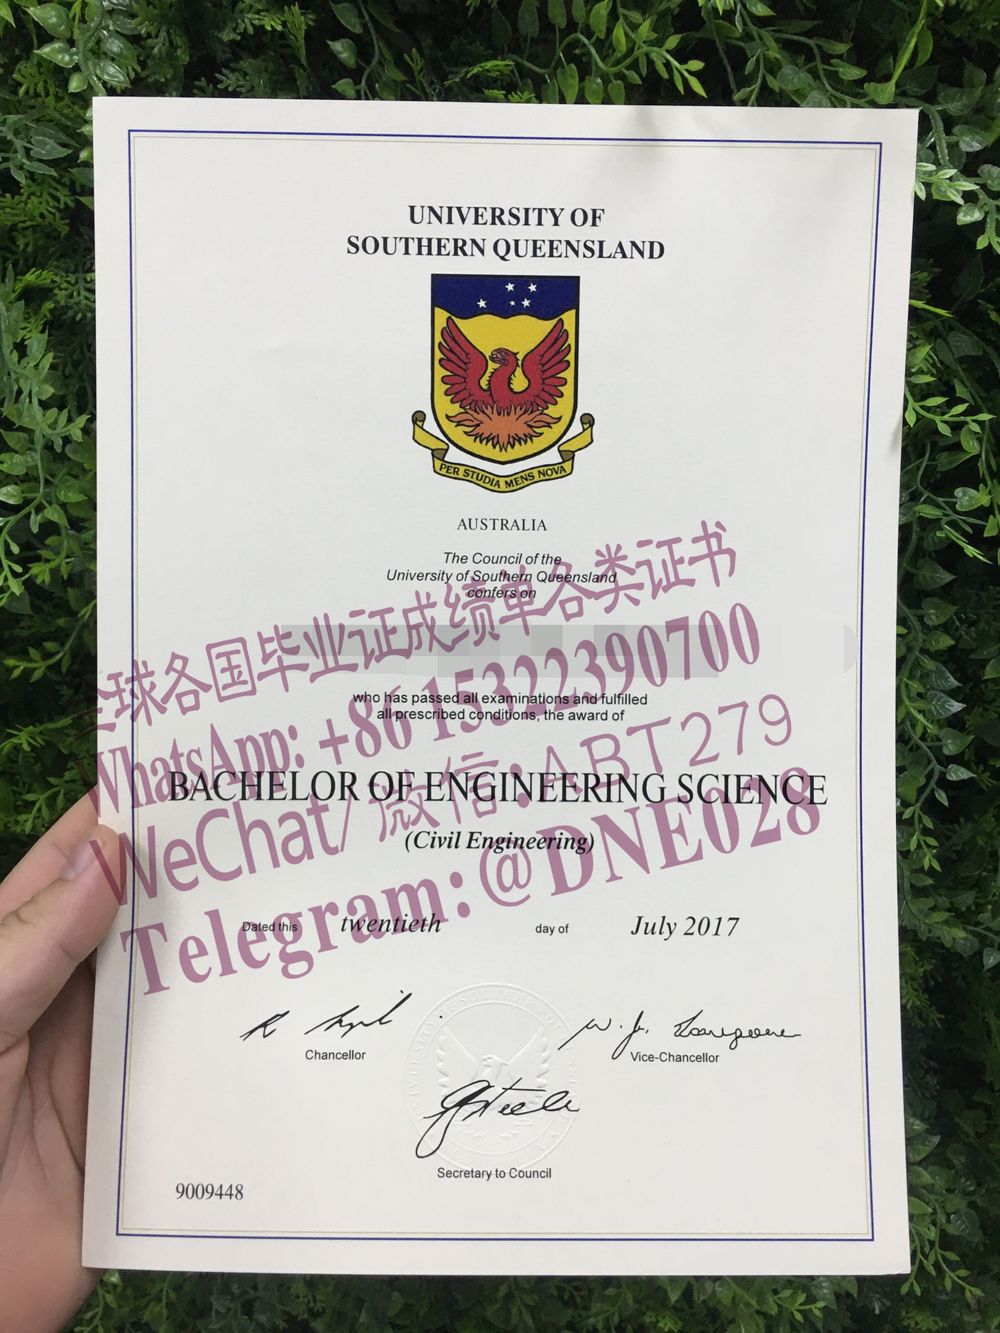 UNIVERSITY OF
SOUTHERN QUEENSLAND
PER STUDIA MENS NOVA
AUSTRALIA
The Council of the
University of Southern Queensland
confers on
全球各国毕业证成绩单各类证书
WhatsApp: +86 15322390700
who has passed all examinations and fulfilled
all prescribed conditions, the award of
BACHELOR OF ENGINEERING SCIENCE
WeChat/微信:ABT279
(Civil Engineering)
Telegram:@DNE028
Dated this twentieth day of July 2017
Chancellor
Vice-Chancellor
Secretary to Council
9009448